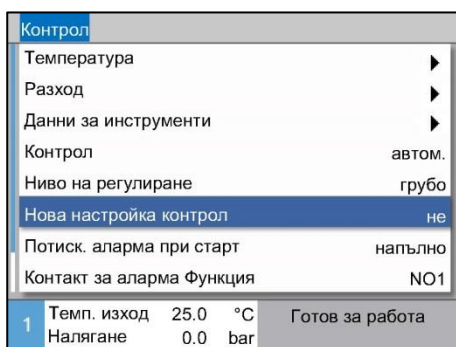 Контрол
Температура
Разход
Данни за инструменти
Контрол автом.
Ниво на регулиране грубо
Нова настройка контрол не
Потиск. аларма при старт напълно
Контакт за аларма Функция NO1
1 Темп. изход 25.0 °C Готов за работа
Налягане 0.0 bar